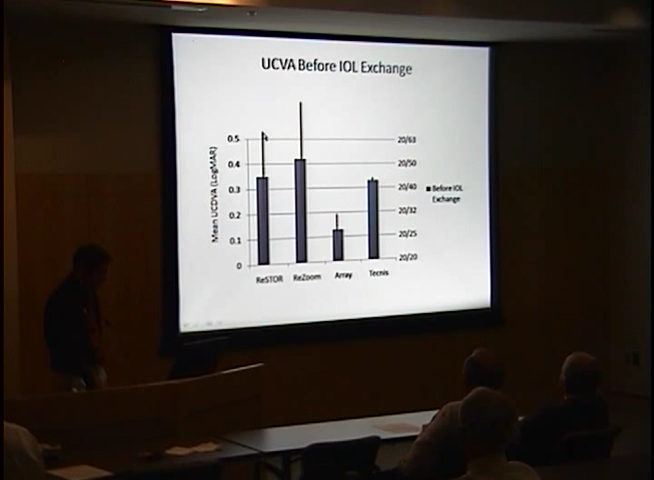 UCVA Before IOL Exchange
Mean UCDVA (LogMAR)
0.5
0.4
0.3
0.2
0.1
0
20/63
20/50
20/40
20/32
20/25
20/20
ReSTOR ReZoom Array Tecnis
Before IOL
Exchange